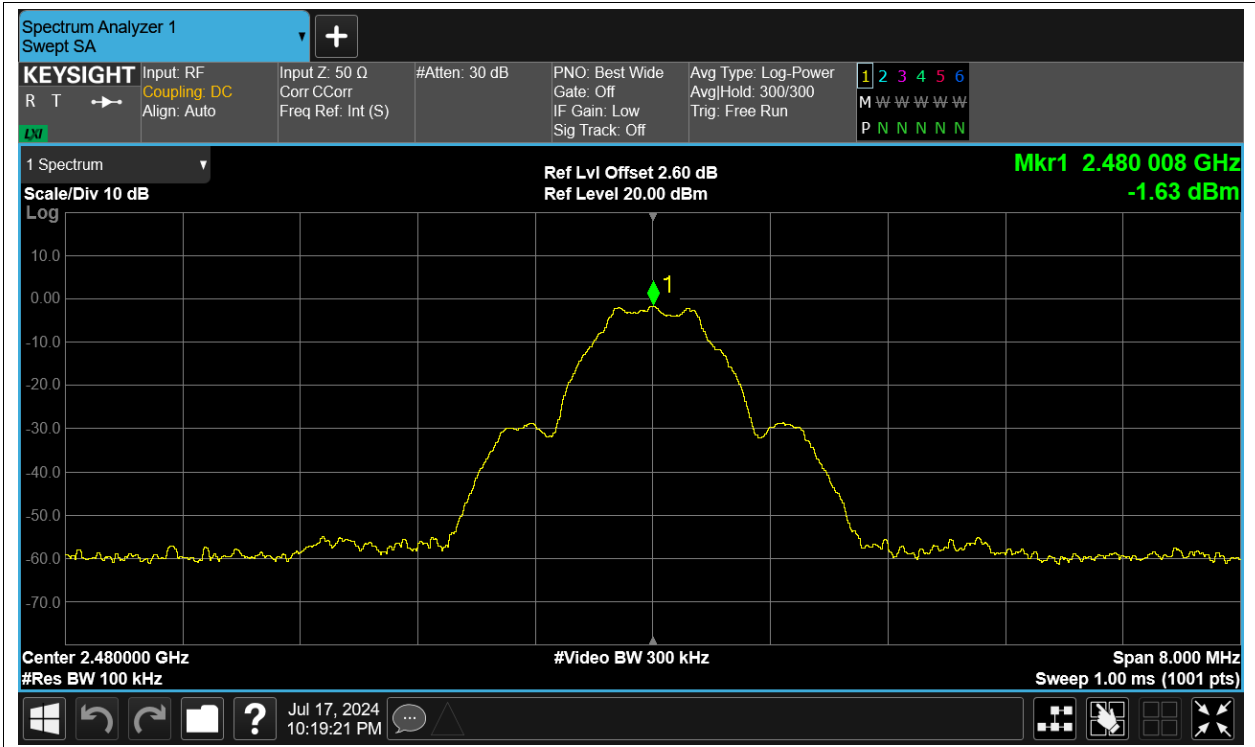 Spectrum Analyzer 1
Swept SA
KEYSIGHT
R T
LXI
Input: RF
Coupling: DC
Align: Auto
Input Z: 50 Ω
Corr CCorr
Freq Ref: Int (S)
#Atten: 30 dB
PNO: Best Wide
Gate: Off
IF Gain: Low
Sig Track: Off
Avg Type: Log-Power
Avg|Hold: 300/300
Trig: Free Run
1 2 3 4 5 6
M W W W W W
P N N N N N
1 Spectrum
Scale/Div 10 dB
Ref Lvl Offset 2.60 dB
Ref Level 20.00 dBm
Mkr1 2.480 008 GHz
-1.63 dBm
Log
10.0
0.00
-10.0
-20.0
-30.0
-40.0
-50.0
-60.0
-70.0
1
Center 2.480000 GHz
#Video BW 300 kHz
Span 8.000 MHz
#Res BW 100 kHz
Sweep 1.00 ms (1001 pts)
?
Jul 17, 2024
10:19:21 PM